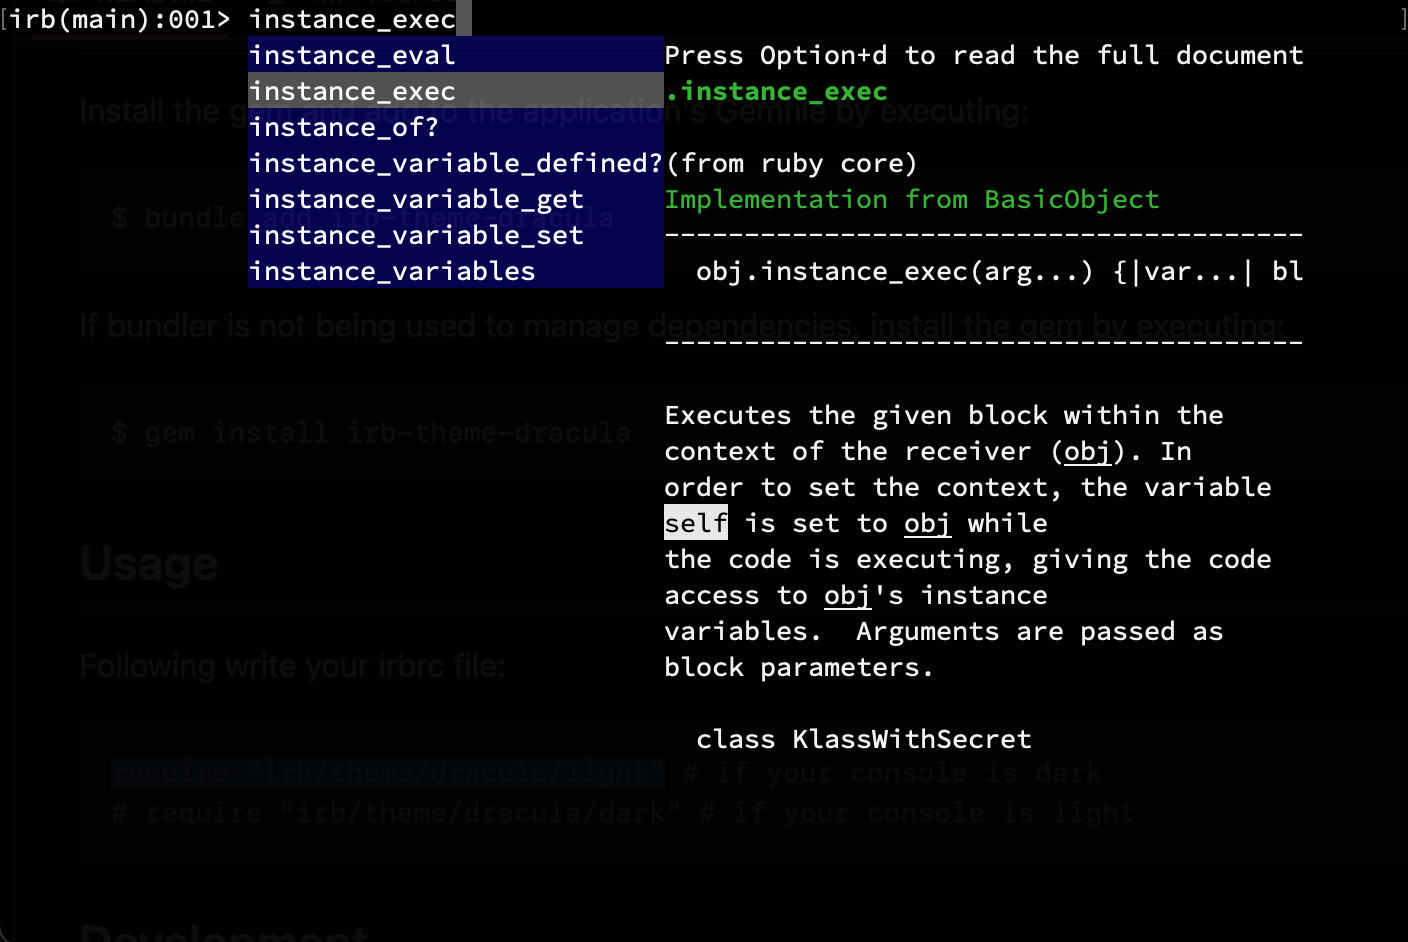 [irb(main):001> instance_exec ]
instance_eval Press Option+d to read the full document
instance_exec .instance_exec
Install the gem and add to the application's Gemfile by executing:
instance_of?
instance_variable_defined?(from ruby core)
instance_variable_get Implementation from BasicObject
$ bundle add irb-theme-dracula
instance_variable_set ----------------------------------------
instance_variables obj.instance_exec(arg...) {|var...| bl
If bundler is not being used to manage dependencies, install the gem by executing:
----------------------------------------
Executes the given block within the
$ gem install irb-theme-dracula
context of the receiver (obj). In
order to set the context, the variable
self is set to obj while
Usage
the code is executing, giving the code
access to obj's instance
variables.  Arguments are passed as
Following write your irbrc file:
block parameters.
class KlassWithSecret
require "irb/theme/dracula/light" # if your console is dark
# require "irb/theme/dracula/dark" # if your console is light
Development